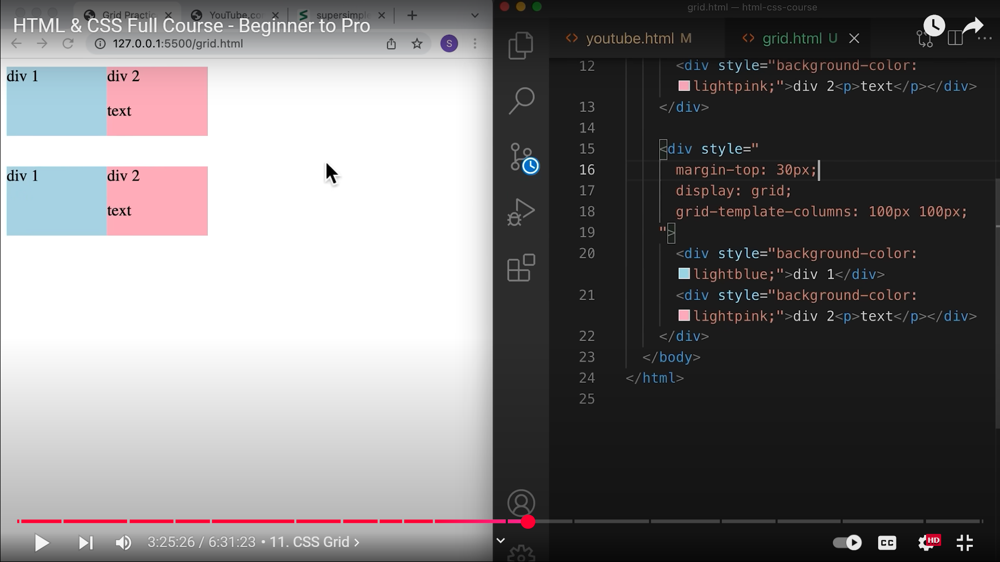 Grid Practic
YouTube.co
supersimple
grid.html — html-css-course
HTML & CSS Full Course - Beginner to Pro
127.0.0.1:5500/grid.html
S
youtube.html M
grid.html U
div 1
div 2
text
div 1
div 2
text
12 <div style="background-color:
lightpink;">div 2<p>text</p></div>
13 </div>
14
15 <div style="
16 margin-top: 30px;
17 display: grid;
18 grid-template-columns: 100px 100px;
19 ">
20 <div style="background-color:
lightblue;">div 1</div>
21 <div style="background-color:
lightpink;">div 2<p>text</p></div>
22 </div>
23 </body>
24 </html>
25
3:25:26 / 6:31:23 • 11. CSS Grid
CC
HD